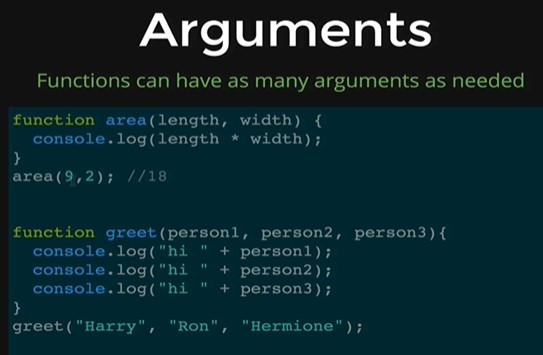 Arguments
Functions can have as many arguments as needed
function area(length, width) {
  console.log(length * width);
}
area(9,2); //18
function greet(person1, person2, person3){
  console.log("hi " + person1);
  console.log("hi " + person2);
  console.log("hi " + person3);
}
greet("Harry", "Ron", "Hermione");